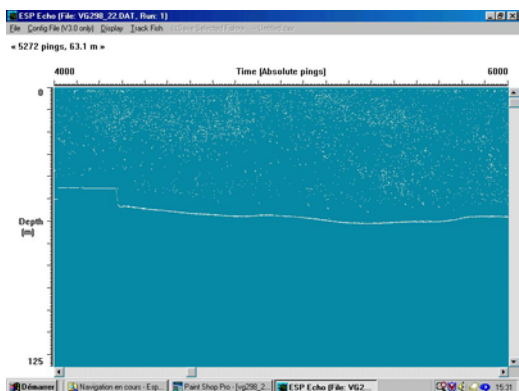 ESP Echo (File: VG298_22.DAT, Run: 1)
File Config File (V3.0 only) Display Track Fish
« 5272 pings, 63.1 m »
4000 Time (Absolute pings) 6000
0
Depth
(m)
125
Démarrer Navigation en cours - Esp... Paint Shop Pro - [vg298_2... ESP Echo (File: VG2... 15:31